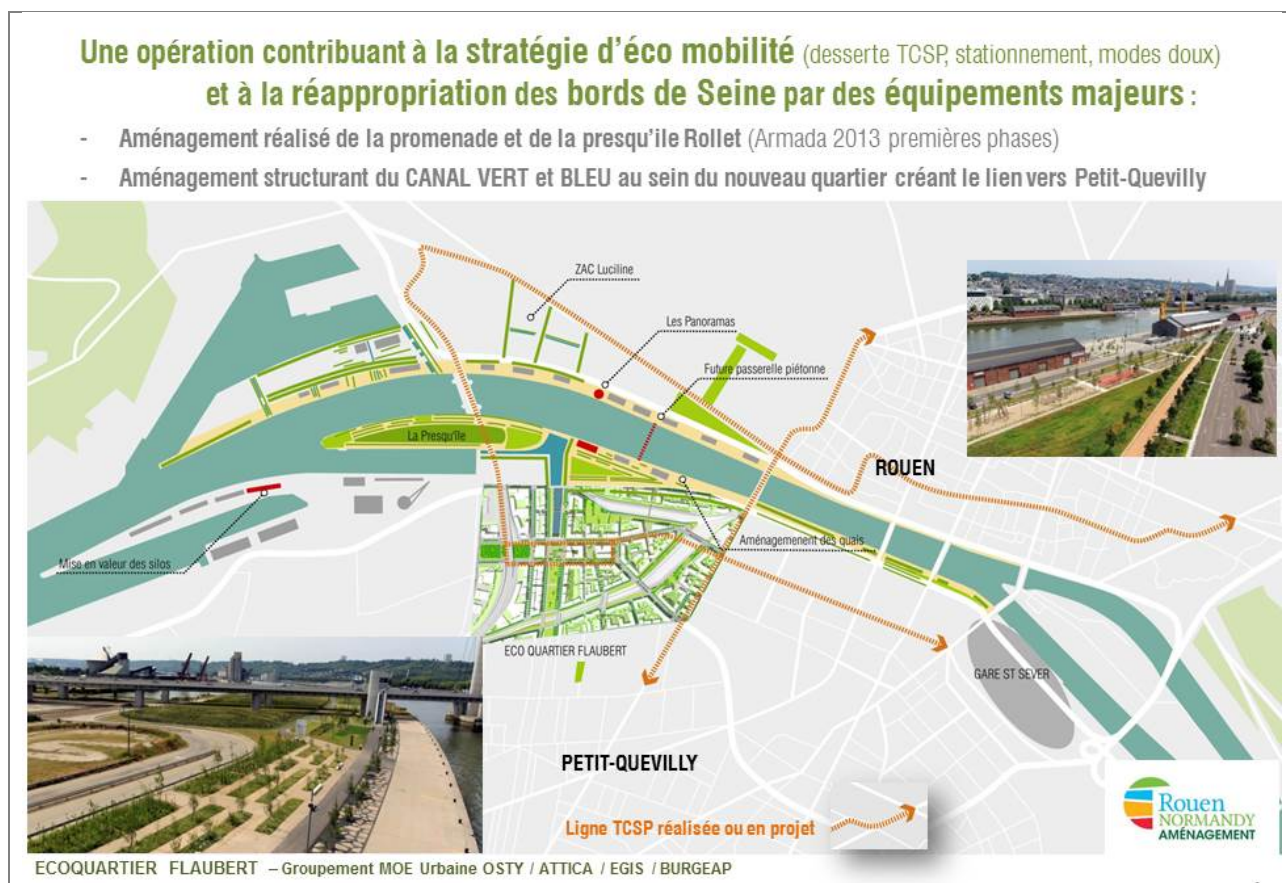 Une opération contribuant à la stratégie d'éco mobilité (desserte TCSP, stationnement, modes doux)
et à la réappropriation des bords de Seine par des équipements majeurs :
- Aménagement réalisé de la promenade et de la presqu'ile Rollet (Armada 2013 premières phases)
- Aménagement structurant du CANAL VERT et BLEU au sein du nouveau quartier créant le lien vers Petit-Quevilly
ZAC Luciline
Les Panoramas
Future passerelle piétonne
La Presqu'île
ROUEN
Mise en valeur des silos
Aménagemement des quais
ECO QUARTIER FLAUBERT
GARE ST SEVER
PETIT-QUEVILLY
Ligne TCSP réalisée ou en projet
Rouen
NORMANDY
AMÉNAGEMENT
ECOQUARTIER FLAUBERT – Groupement MOE Urbaine OSTY / ATTICA / EGIS / BURGEAP